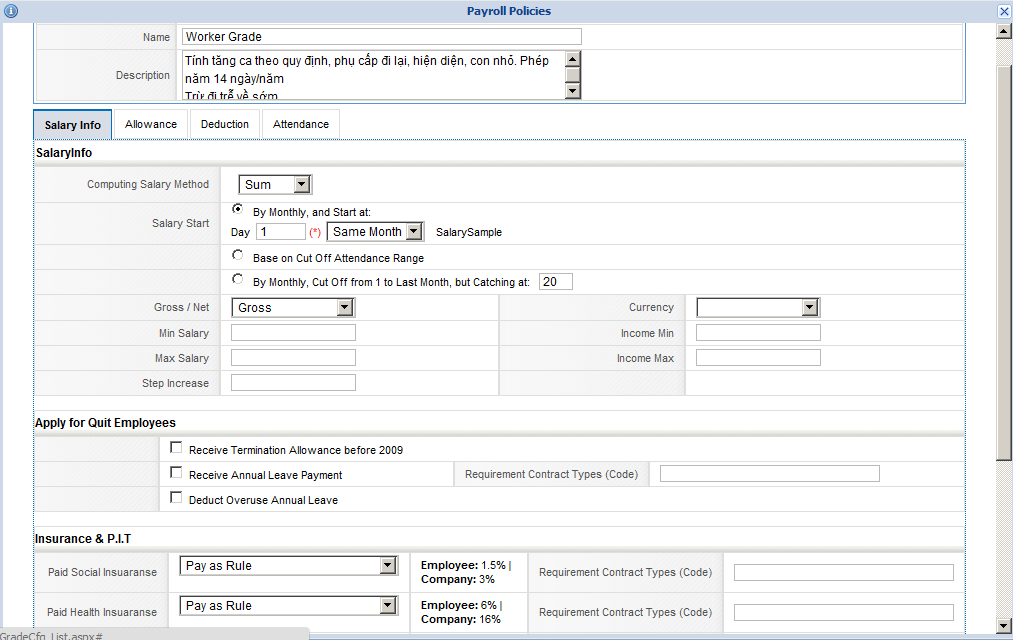 Payroll Policies
Name Worker Grade
Description Tính tăng ca theo quy định, phụ cấp đi lại, hiện diện, con nhỏ. Phép
năm 14 ngày/năm
Trừ đi trễ về sớm
Salary Info Allowance Deduction Attendance
SalaryInfo
Computing Salary Method Sum
Salary Start By Monthly, and Start at:
Day 1 (*) Same Month SalarySample
Base on Cut Off Attendance Range
By Monthly, Cut Off from 1 to Last Month, but Catching at: 20
Gross / Net Gross Currency
Min Salary Income Min
Max Salary Income Max
Step Increase
Apply for Quit Employees
Receive Termination Allowance before 2009
Receive Annual Leave Payment Requirement Contract Types (Code)
Deduct Overuse Annual Leave
Insurance & P.I.T
Paid Social Insuaranse Pay as Rule Employee: 1.5% |
Company: 3% Requirement Contract Types (Code)
Paid Health Insuaranse Pay as Rule Employee: 6% |
Company: 16% Requirement Contract Types (Code)
GradeCfg_List.aspx#